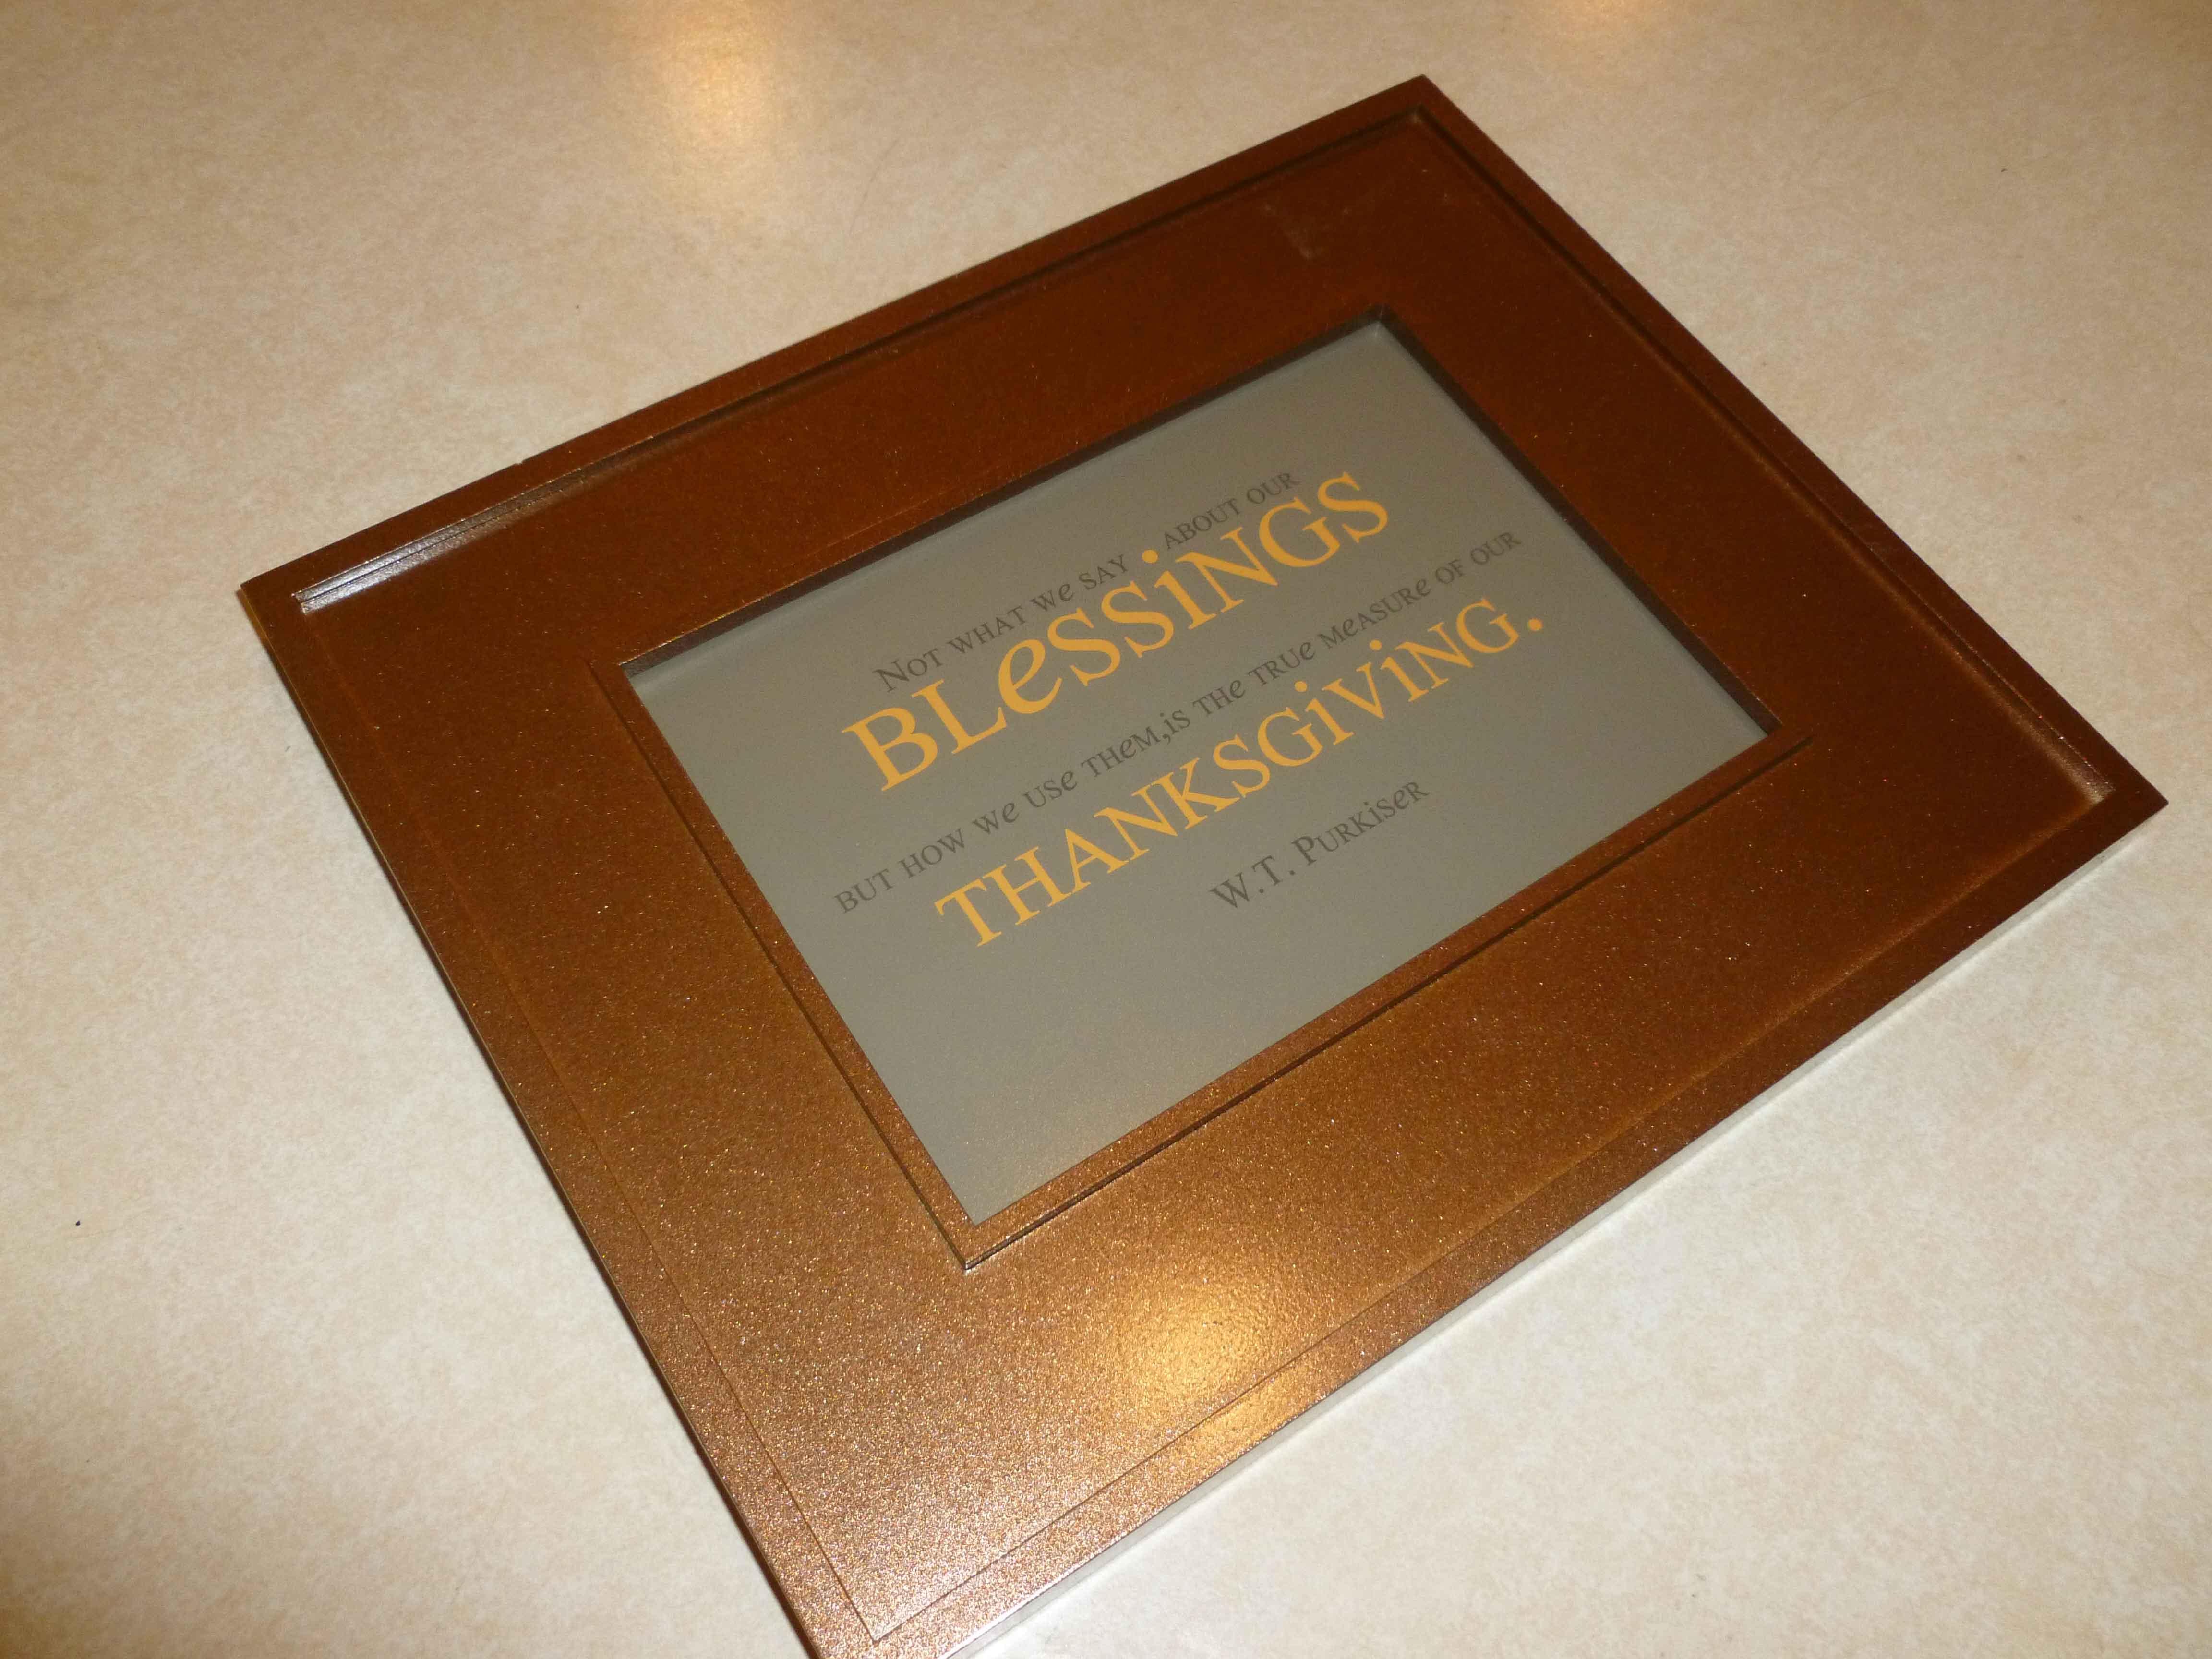 NOT WHAT We SAY ABOUT OUR
BLeSSiNGS
BUT HOW We USe THeM,iS THe TRUe MeASURe OF OUR
THANKSGiViNG.
W.T. PURKiSeR